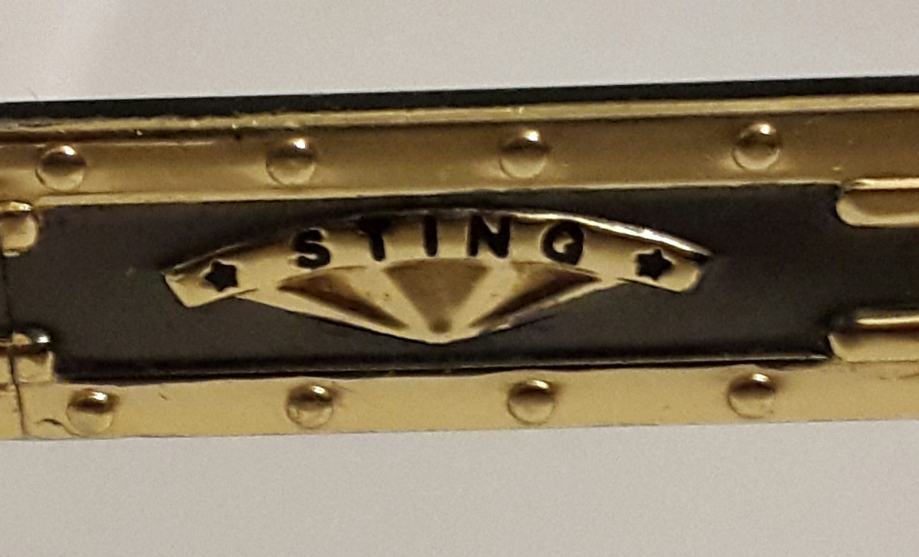 ★ STING ★